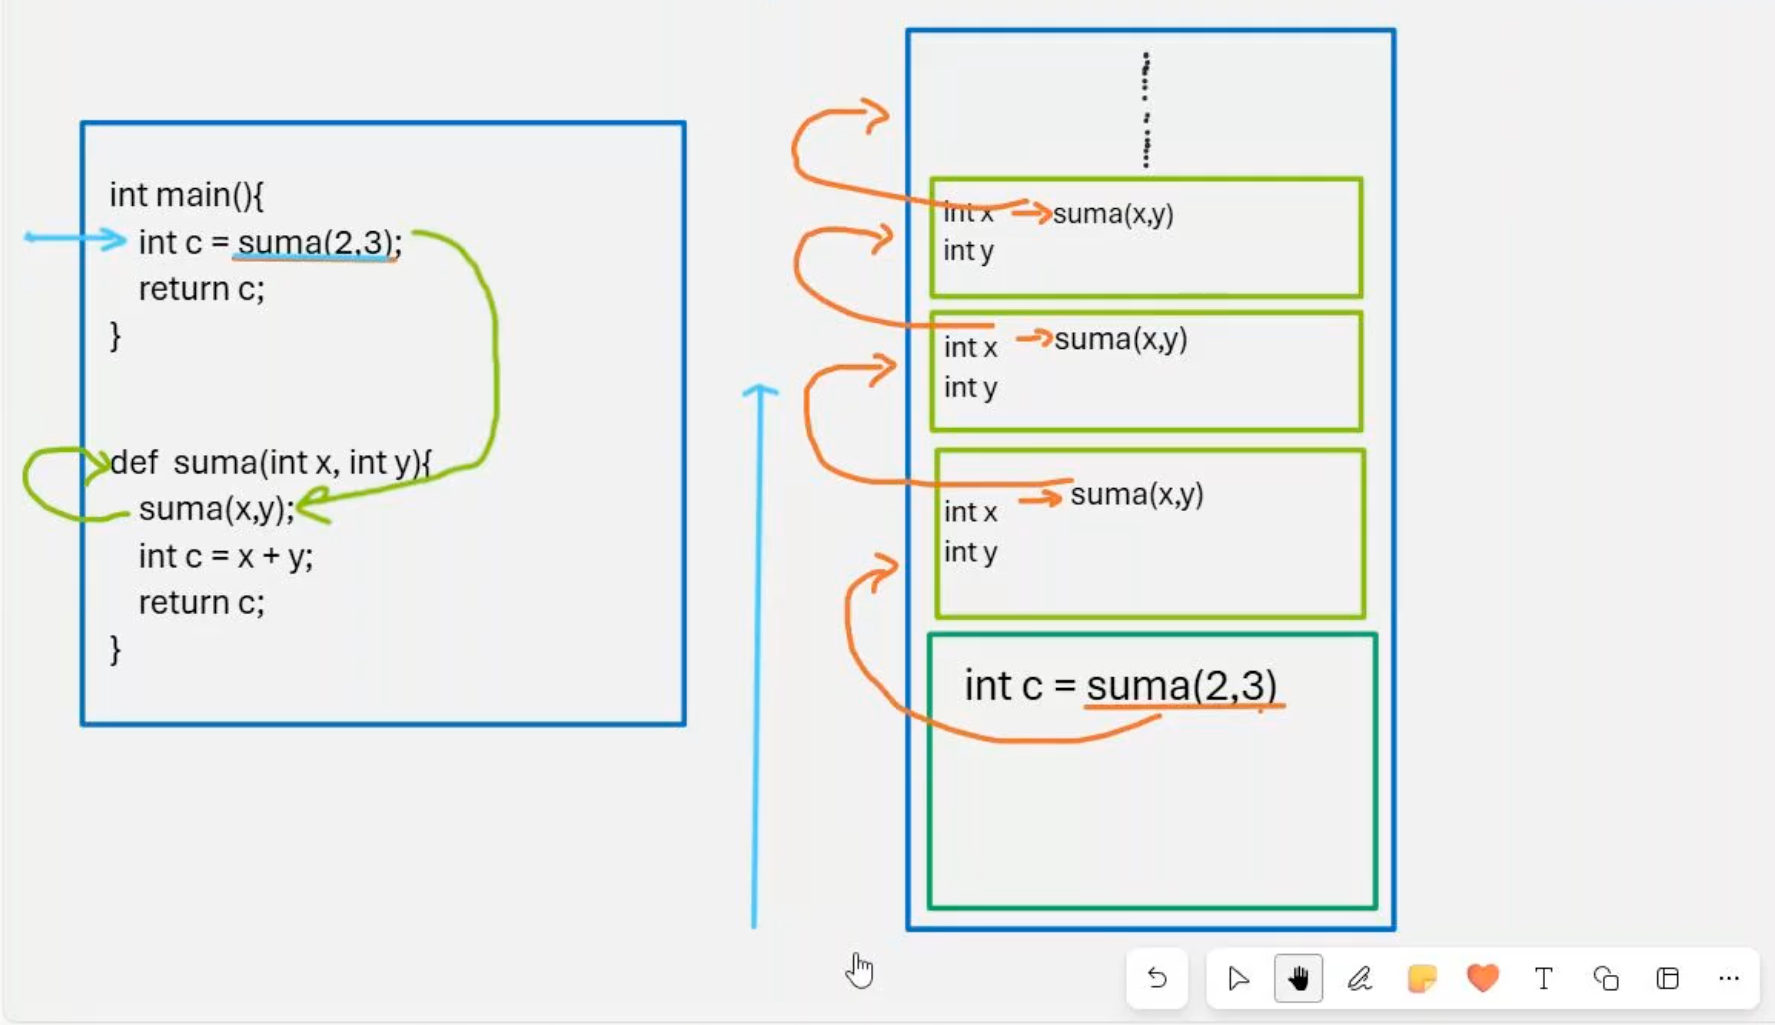 int main(){
int c = suma(2,3);
return c;
}
def suma(int x, int y){
suma(x,y);
int c = x + y;
return c;
}
int x suma(x,y)
int y
int x suma(x,y)
int y
int x suma(x,y)
int y
int c = suma(2,3)
T